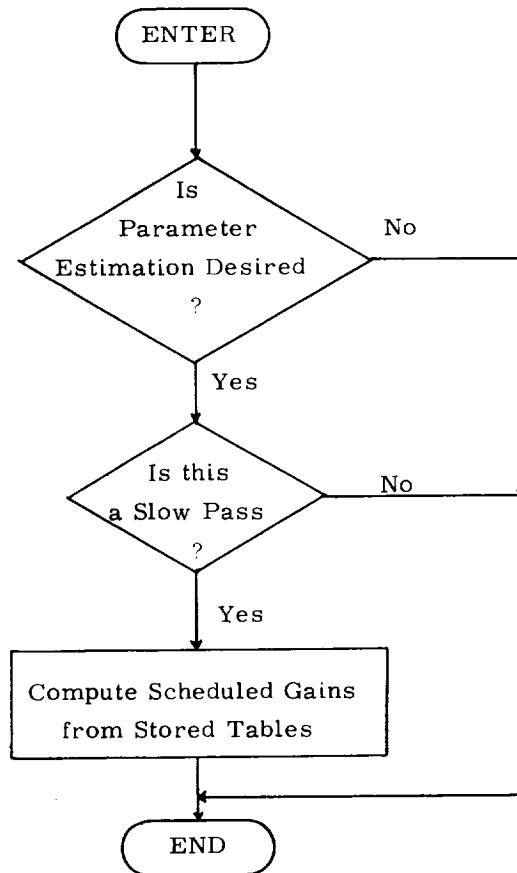 ENTER
Is
Parameter
Estimation Desired
?
No
Yes
Is this
a Slow Pass
?
No
Yes
Compute Scheduled Gains
from Stored Tables
END